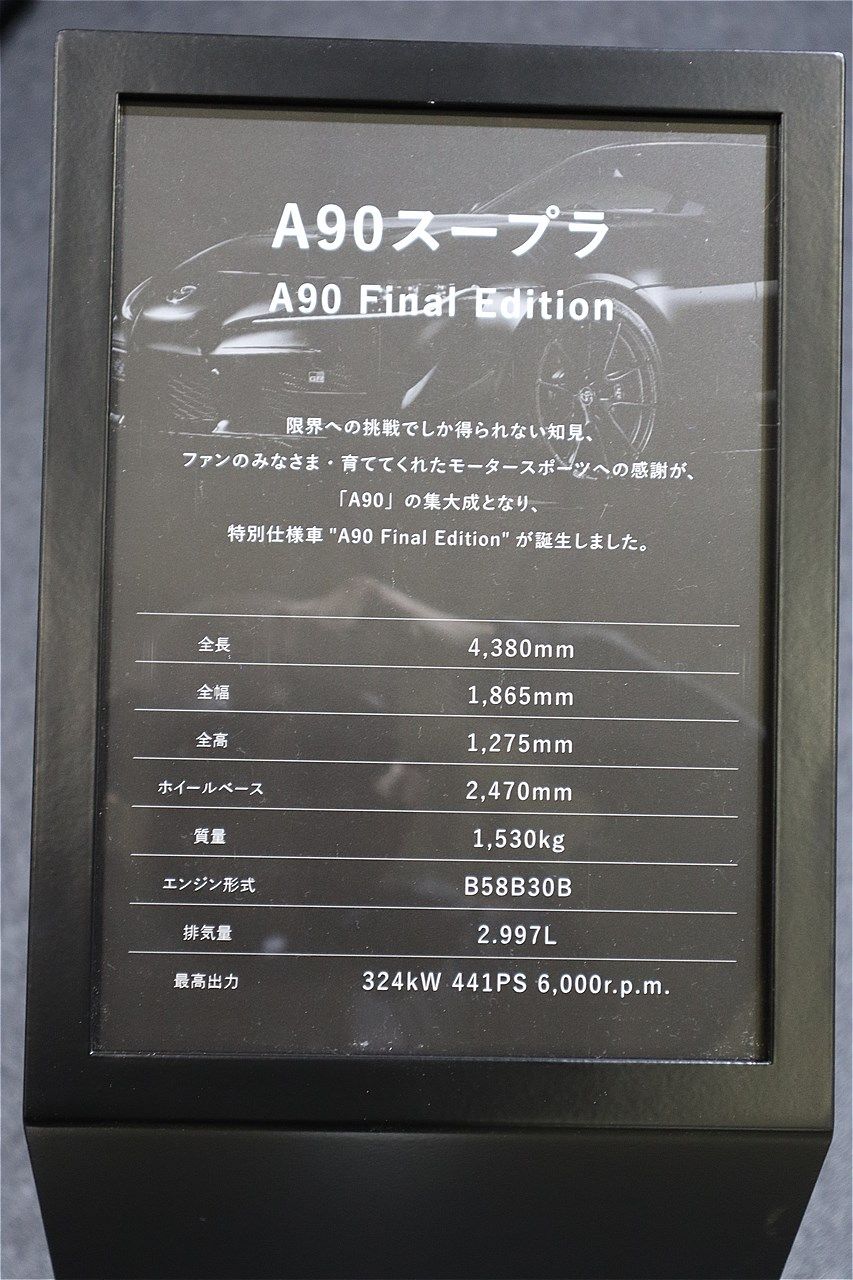 A90スープラ
A90 Final Edition
限界への挑戦でしか得られない知見、
ファンのみなさま・育ててくれたモータースポーツへの感謝が、
「A90」の集大成となり、
特別仕様車"A90 Final Edition"が誕生しました。
全長 4,380mm
全幅 1,865mm
全高 1,275mm
ホイールベース 2,470mm
質量 1,530kg
エンジン形式 B58B30B
排気量 2.997L
最高出力 324kW 441PS 6,000r.p.m.